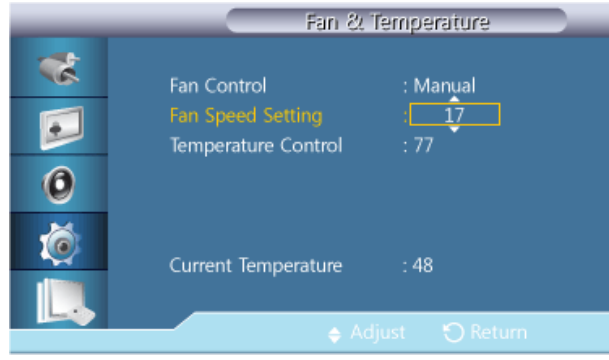 Fan & Temperature
Fan Control : Manual
Fan Speed Setting : 17
Temperature Control : 77
Current Temperature : 48
Adjust Return